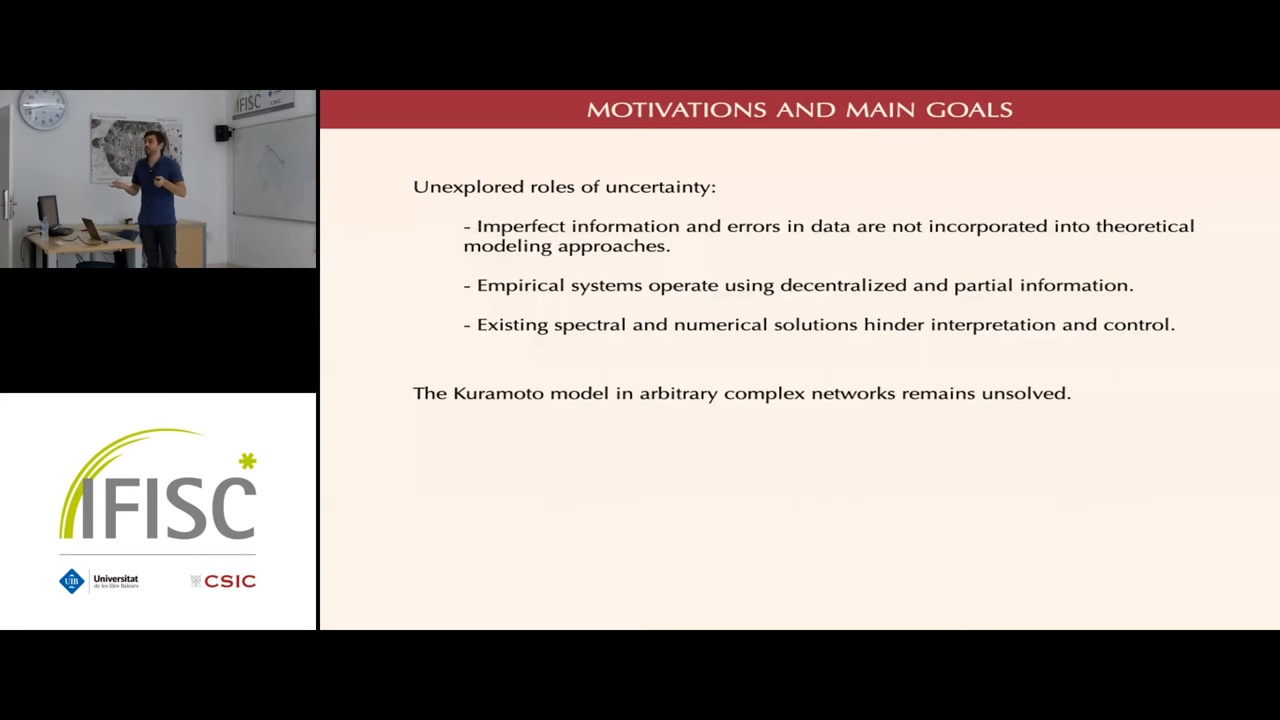 MOTIVATIONS AND MAIN GOALS
Unexplored roles of uncertainty:
- Imperfect information and errors in data are not incorporated into theoretical
modeling approaches.
- Empirical systems operate using decentralized and partial information.
- Existing spectral and numerical solutions hinder interpretation and control.
The Kuramoto model in arbitrary complex networks remains unsolved.
IFISC
IFISC
UIB
Universitat
de les Illes Balears
CSIC